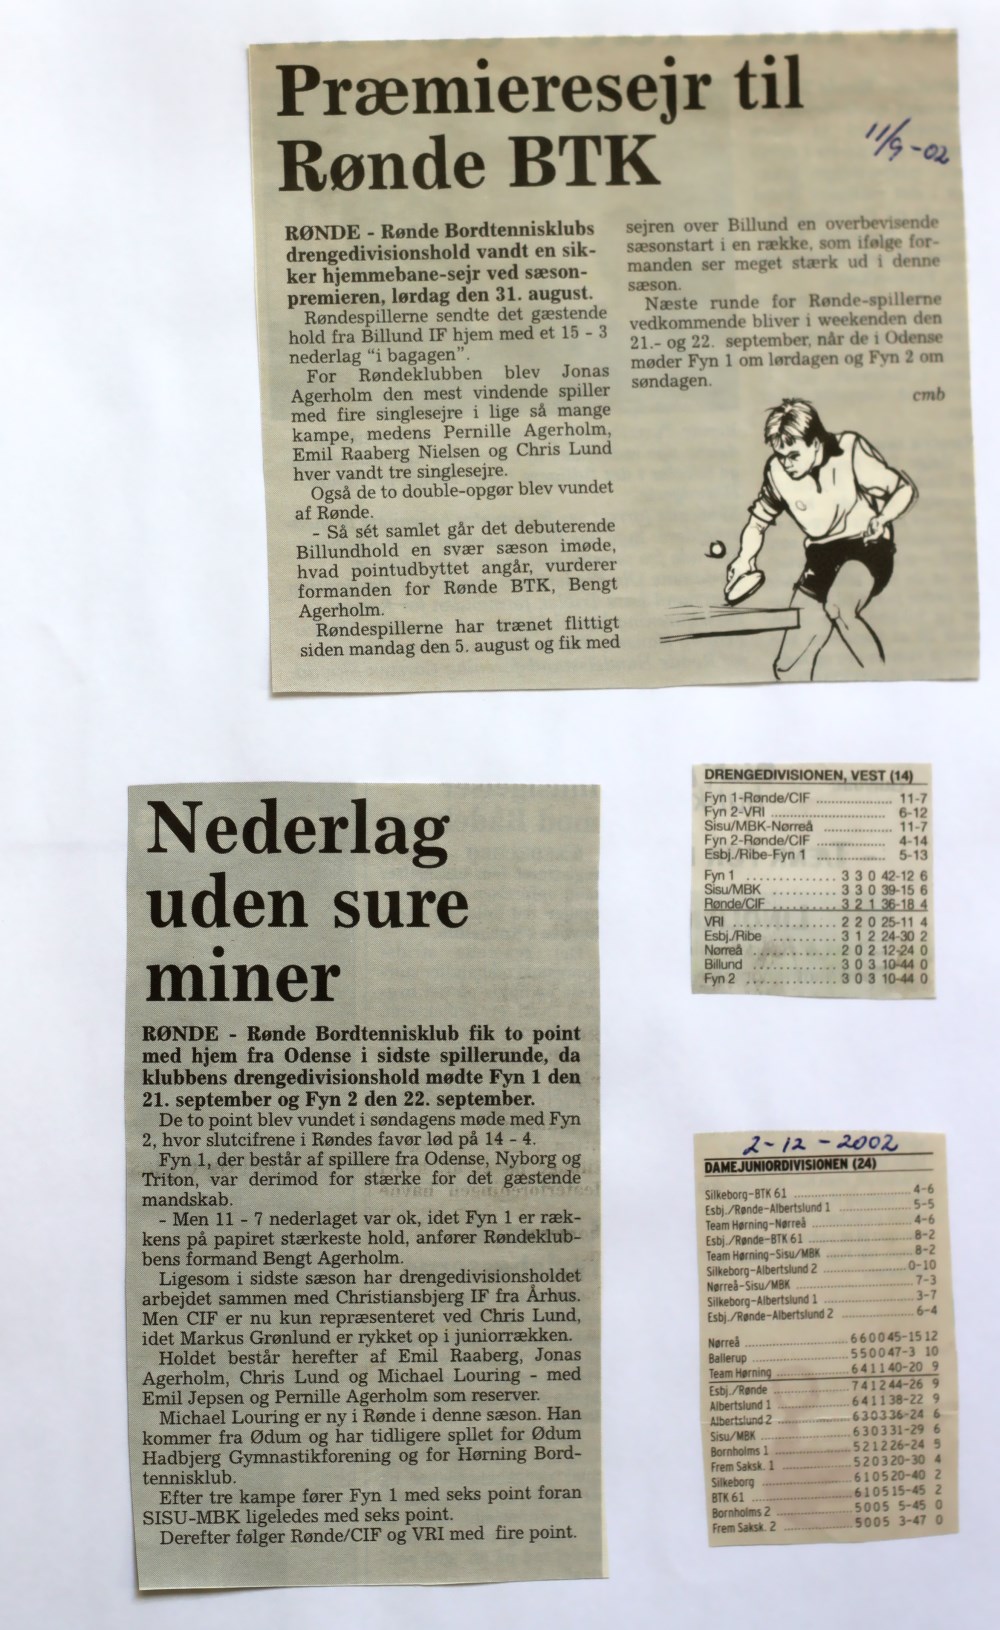 Præmieresejr til
Rønde BTK
11/9-02
RØNDE - Rønde Bordtennisklubs
drengedivisionshold vandt en sik-
ker hjemmebane-sejr ved sæson-
premieren, lørdag den 31. august.
Røndespillerne sendte det gæstende
hold fra Billund IF hjem med et 15 - 3
nederlag “i bagagen”.
For Røndeklubben blev Jonas
Agerholm den mest vindende spiller
med fire singlesejre i lige så mange
kampe, medens Pernille Agerholm,
Emil Raaberg Nielsen og Chris Lund
hver vandt tre singlesejre.
Også de to double-opgør blev vundet
af Rønde.
- Så sét samlet går det debuterende
Billundhold en svær sæson imøde,
hvad pointudbyttet angår, vurderer
formanden for Rønde BTK, Bengt
Agerholm.
Røndespillerne har trænet flittigt
siden mandag den 5. august og fik med
sejren over Billund en overbevisende
sæsonstart i en række, som ifølge for-
manden ser meget stærk ud i denne
sæson.
Næste runde for Rønde-spillerne
vedkommende bliver i weekenden den
21.- og 22. september, når de i Odense
møder Fyn 1 om lørdagen og Fyn 2 om
søndagen.
cmb
Nederlag
uden sure
miner
RØNDE - Rønde Bordtennisklub fik to point
med hjem fra Odense i sidste spillerunde, da
klubbens drengedivisionshold mødte Fyn 1 den
21. september og Fyn 2 den 22. september.
De to point blev vundet i søndagens møde med Fyn
2, hvor slutcifrene i Røndes favør lød på 14 - 4.
Fyn 1, der består af spillere fra Odense, Nyborg og
Triton, var derimod for stærke for det gæstende
mandskab.
- Men 11 - 7 nederlaget var ok, idet Fyn 1 er ræk-
kens på papiret stærkeste hold, anfører Røndeklub-
bens formand Bengt Agerholm.
Ligesom i sidste sæson har drengedivisionsholdet
arbejdet sammen med Christiansbjerg IF fra Århus.
Men CIF er nu kun repræsenteret ved Chris Lund,
idet Markus Grønlund er rykket op i juniorrækken.
Holdet består herefter af Emil Raaberg, Jonas
Agerholm, Chris Lund og Michael Louring - med
Emil Jepsen og Pernille Agerholm som reserver.
Michael Louring er ny i Rønde i denne sæson. Han
kommer fra Ødum og har tidligere spllet for Ødum
Hadbjerg Gymnastikforening og for Hørning Bord-
tennisklub.
Efter tre kampe fører Fyn 1 med seks point foran
SISU-MBK ligeledes med seks point.
Derefter følger Rønde/CIF og VRI med fire point.
DRENGEDIVISIONEN, VEST (14)
Fyn 1-Rønde/CIF .................... 11-7
Fyn 2-VRI .................... 6-12
Sisu/MBK-Nørreå .................... 11-7
Fyn 2-Rønde/CIF .................... 4-14
Esbj./Ribe-Fyn 1 .................... 5-13
Fyn 1 .............. 3 3 0 42-12 6
Sisu/MBK .......... 3 3 0 39-15 6
Rønde/CIF .......... 3 2 1 36-18 4
VRI .............. 2 2 0 25-11 4
Esbj./Ribe .......... 3 1 2 24-30 2
Nørreå .............. 2 0 2 12-24 0
Billund .............. 3 0 3 10-44 0
Fyn 2 .............. 3 0 3 10-44 0
2-12-2002
DAMEJUNIORDIVISIONEN (24)
Silkeborg-BTK 61 .................... 4-6
Esbj./Rønde-Albertslund 1 .................... 5-5
Team Hørning-Nørreå .................... 4-6
Esbj./Rønde-BTK 61 .................... 8-2
Team Hørning-Sisu/MBK .................... 8-2
Silkeborg-Albertslund 2 .................... 0-10
Nørreå-Sisu/MBK .................... 7-3
Silkeborg-Albertslund 1 .................... 3-7
Esbj./Rønde-Albertslund 2 .................... 6-4
Nørreå .................... 6 6 0 0 45-15 12
Ballerup .................... 5 5 0 0 47-3 10
Team Hørning .................... 6 4 1 1 40-20 9
Esbj./Rønde .................... 7 4 1 2 44-26 9
Albertslund 1 .................... 6 4 1 1 38-22 9
Albertslund 2 .................... 6 3 0 3 36-24 6
Sisu/MBK .................... 6 3 0 3 31-29 6
Bornholms 1 .................... 5 2 1 2 26-24 5
Frem Saksk. 1 .................... 5 2 0 3 20-30 4
Silkeborg .................... 6 1 0 5 20-40 2
BTK 61 .................... 6 1 0 5 15-45 2
Bornholms 2 .................... 5 0 0 5 5-45 0
Frem Saksk. 2 .................... 5 0 0 5 3-47 0